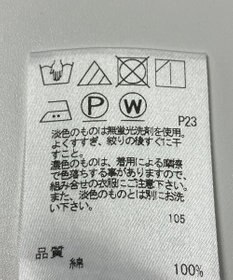 P
W
P23
淡色のものは無蛍光洗剤を使用。
よくすすぎ、絞りの後すぐに干
すこと。
濃色のものは、着用による摩擦
で色落ちする事がありますので、
組み合せの衣服にご注意下さい。
また、淡色のものとは別にお洗
い下さい。
105
品質
綿 100%